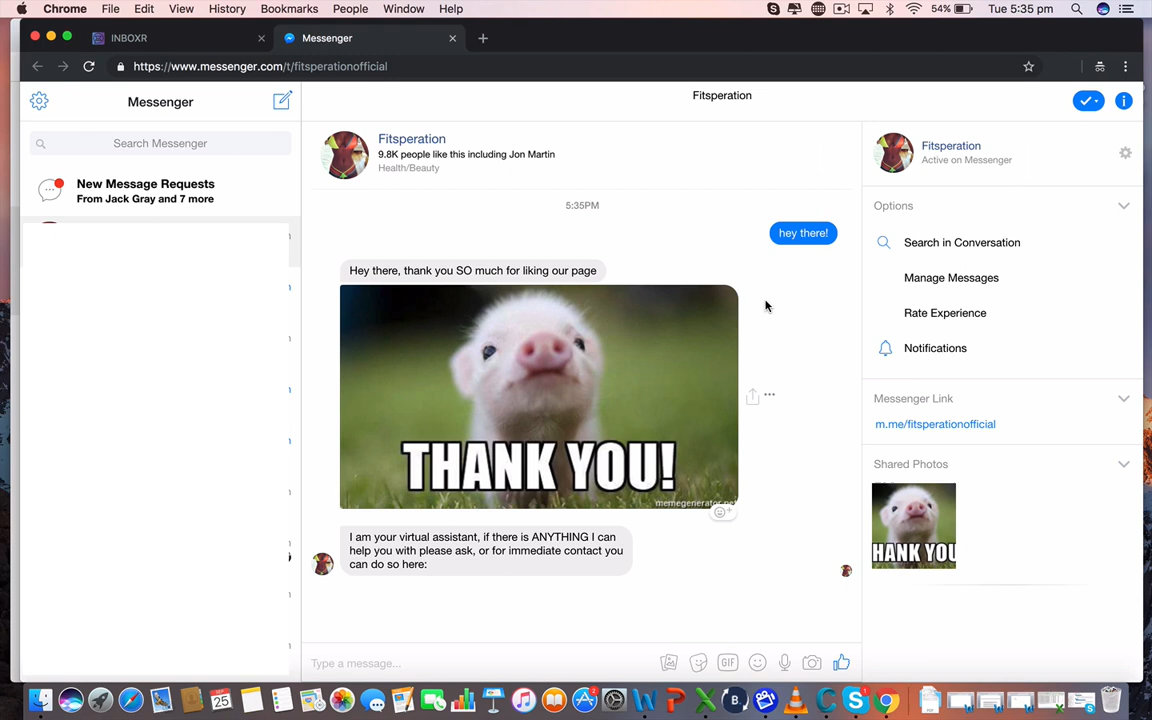 Chrome File Edit View History Bookmarks People Window Help
54% Tue 5:35 pm
INBOXR
Messenger
https://www.messenger.com/t/fitsperationofficial
Messenger
Search Messenger
New Message Requests
From Jack Gray and 7 more
Fitsperation
Fitsperation
9.8K people like this including Jon Martin
Health/Beauty
5:35PM
hey there!
Hey there, thank you SO much for liking our page
THANK YOU!
memegenerator.net
I am your virtual assistant, if there is ANYTHING I can
help you with please ask, or for immediate contact you
can do so here:
Type a message...
GIF
Fitsperation
Active on Messenger
Options
Search in Conversation
Manage Messages
Rate Experience
Notifications
Messenger Link
m.me/fitsperationofficial
Shared Photos
HANK YOU
SEP
25